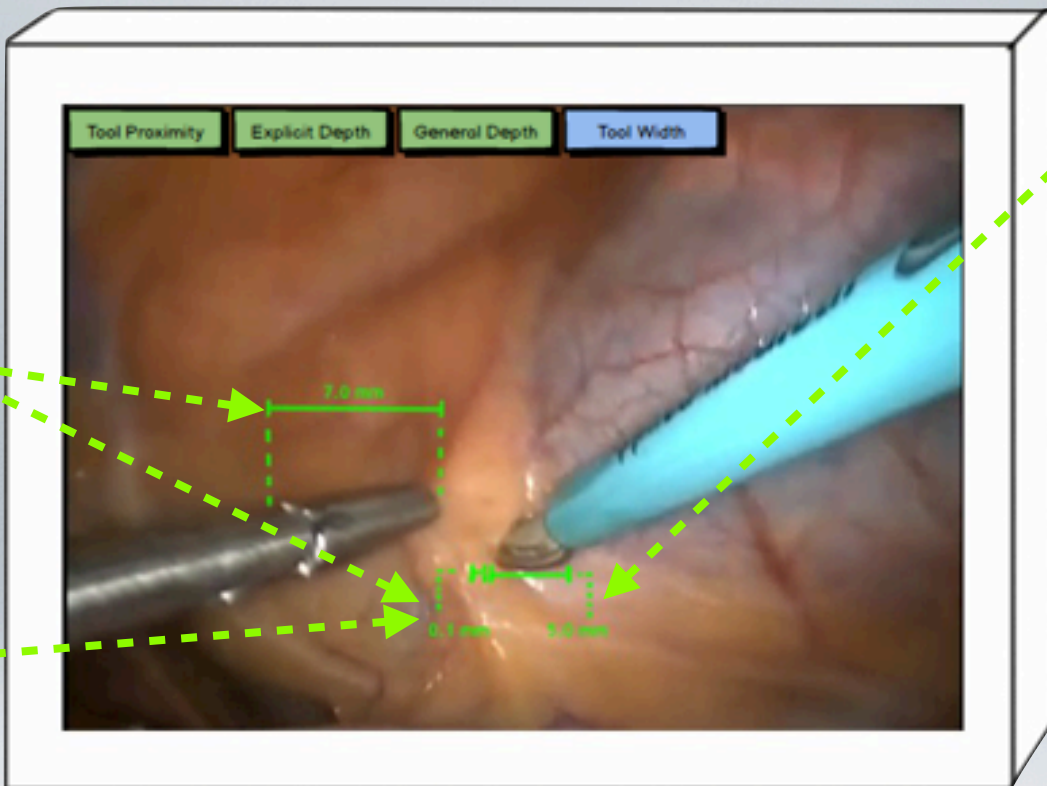 Tool Proximity Explicit Depth General Depth Tool Width
7.0 mm
0.1 mm 5.0 mm